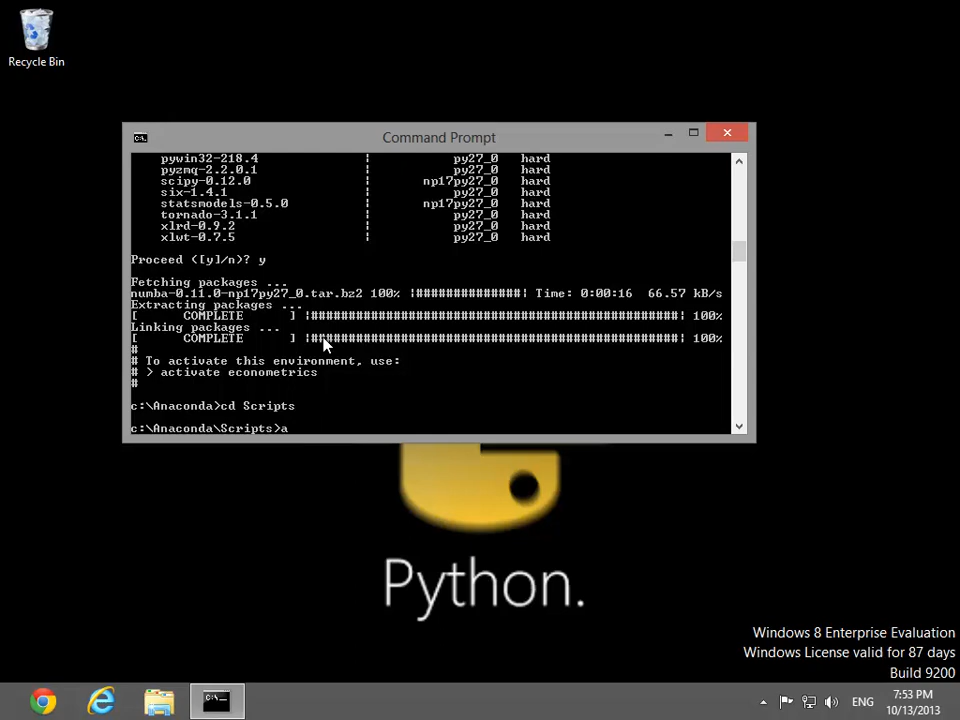 Recycle Bin
Command Prompt
pywin32-218.4 | py27_0 hard
pyzmq-2.2.0.1 | py27_0 hard
scipy-0.12.0 | np17py27_0 hard
six-1.4.1 | py27_0 hard
statsmodels-0.5.0 | np17py27_0 hard
tornado-3.1.1 | py27_0 hard
xlrd-0.9.2 | py27_0 hard
xlwt-0.7.5 | py27_0 hard
Proceed ([y]/n)? y
Fetching packages ...
numba-0.11.0-np17py27_0.tar.bz2 100% |##############| Time: 0:00:16 66.57 kB/s
Extracting packages ...
[ COMPLETE ] |##################################################| 100%
Linking packages ...
[ COMPLETE ] |##################################################| 100%
#
# To activate this environment, use:
# > activate econometrics
#
c:\Anaconda>cd Scripts
c:\Anaconda\Scripts>a
Python.
Windows 8 Enterprise Evaluation
Windows License valid for 87 days
Build 9200
ENG
7:53 PM
10/13/2013